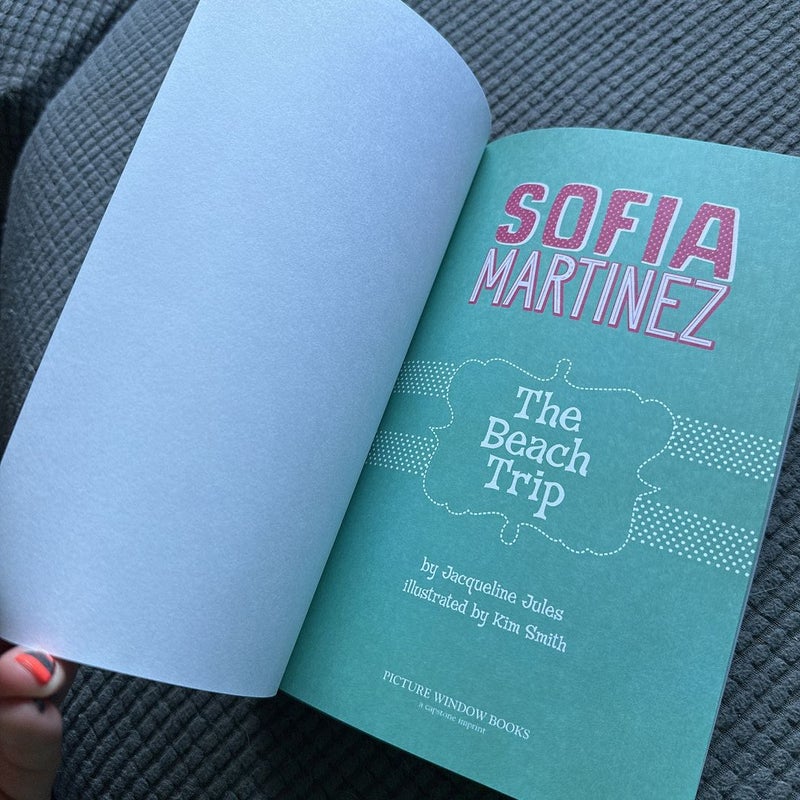 SOFIA
MARTINEZ
The
Beach
Trip
by Jacqueline Jules
illustrated by Kim Smith
PICTURE WINDOW BOOKS
a capstone imprint